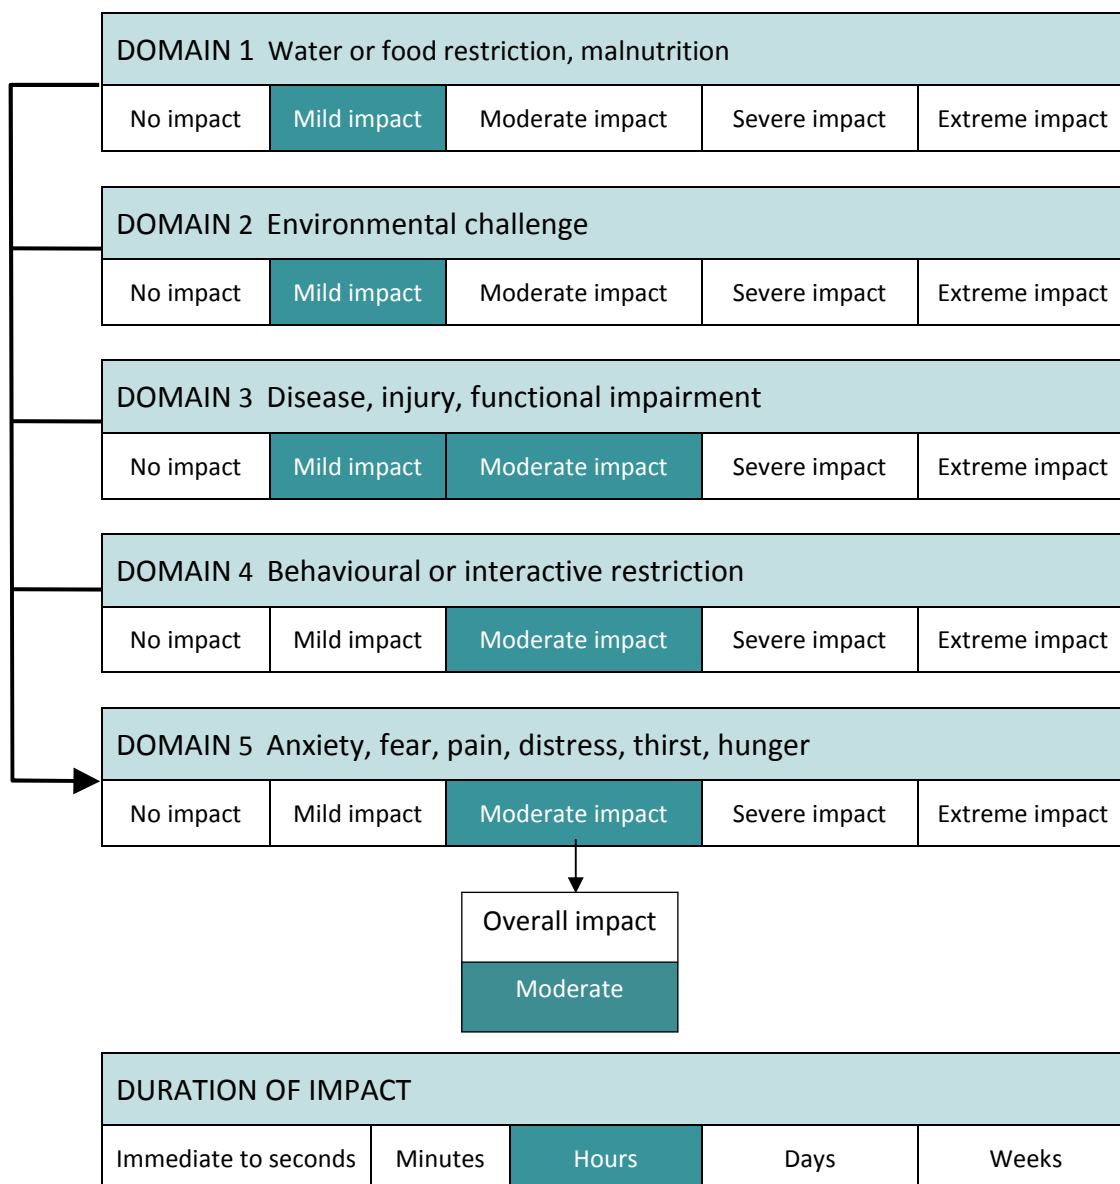 DOMAIN 1 Water or food restriction, malnutrition
No impact Mild impact Moderate impact Severe impact Extreme impact
DOMAIN 2 Environmental challenge
No impact Mild impact Moderate impact Severe impact Extreme impact
DOMAIN 3 Disease, injury, functional impairment
No impact Mild impact Moderate impact Severe impact Extreme impact
DOMAIN 4 Behavioural or interactive restriction
No impact Mild impact Moderate impact Severe impact Extreme impact
DOMAIN 5 Anxiety, fear, pain, distress, thirst, hunger
No impact Mild impact Moderate impact Severe impact Extreme impact
Overall impact
Moderate
DURATION OF IMPACT
Immediate to seconds Minutes Hours Days Weeks